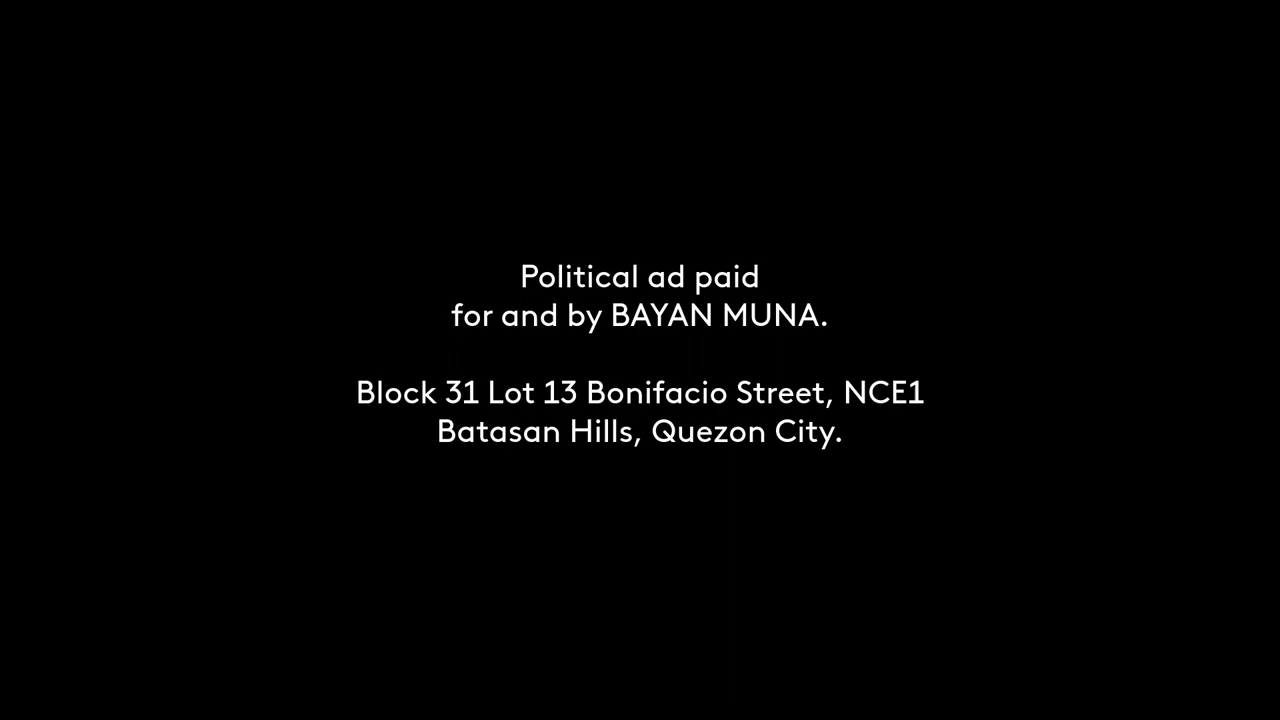 Political ad paid
for and by BAYAN MUNA.
Block 31 Lot 13 Bonifacio Street, NCE1
Batasan Hills, Quezon City.